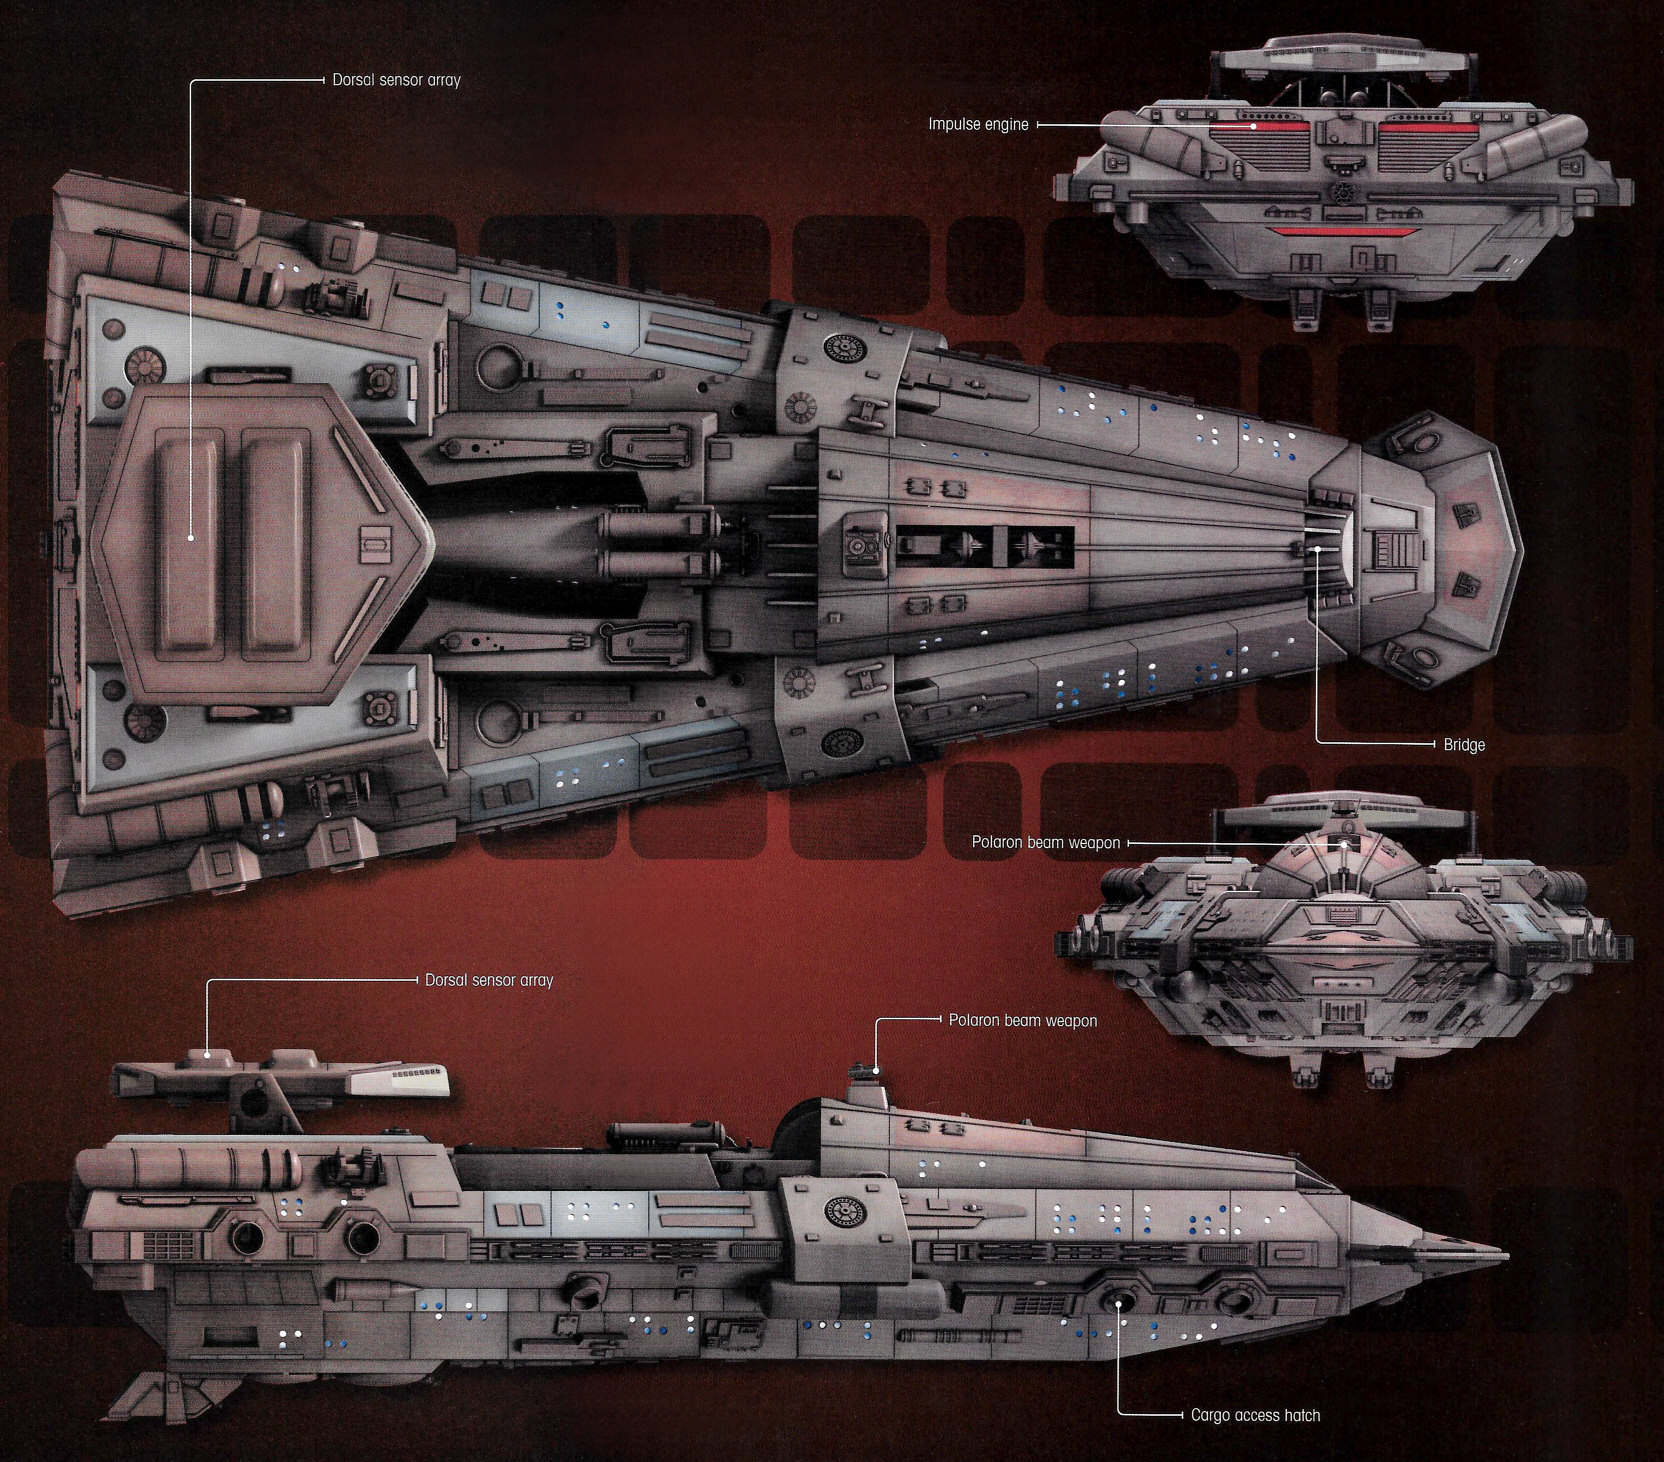 Dorsal sensor array
Impulse engine
Bridge
Polaron beam weapon
Dorsal sensor array
Polaron beam weapon
Cargo access hatch